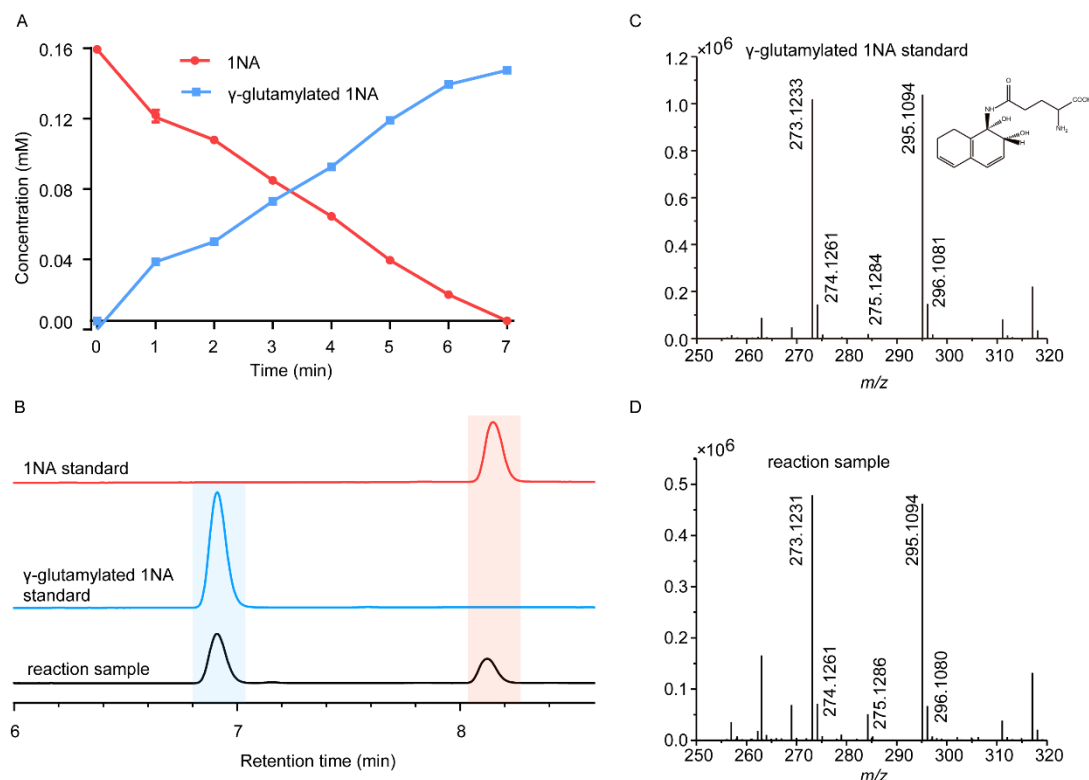 A
1NA
γ-glutamylated 1NA
Concentration (mM)
0.16
0.12
0.08
0.04
0.00
0 1 2 3 4 5 6 7
Time (min)
B
1NA standard
γ-glutamylated 1NA
standard
reaction sample
6 7 8
Retention time (min)
C
×10⁶
γ-glutamylated 1NA standard
1.2
1.0
0.8
0.6
0.4
0.2
0.0
273.1233
274.1261
275.1284
295.1094
296.1081
O
NH
OH
OH
H
COOH
NH₂
250 260 270 280 290 300 310 320
m/z
D
×10⁶
reaction sample
0.5
0.4
0.3
0.2
0.1
0.0
273.1231
274.1261
275.1286
295.1094
296.1080
250 260 270 280 290 300 310 320
m/z